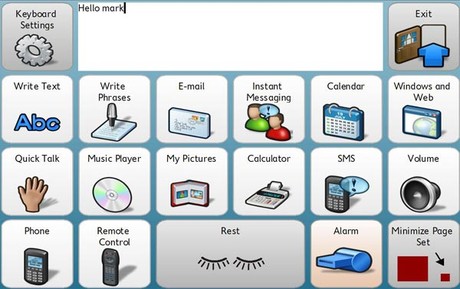 Keyboard
Settings
Hello mark
Exit
Write Text
Write
Phrases
E-mail
Instant
Messaging
Calendar
Windows and
Web
Abc
Quick Talk
Music Player
My Pictures
Calculator
SMS
Volume
Phone
Remote
Control
Rest
Alarm
Minimize Page
Set